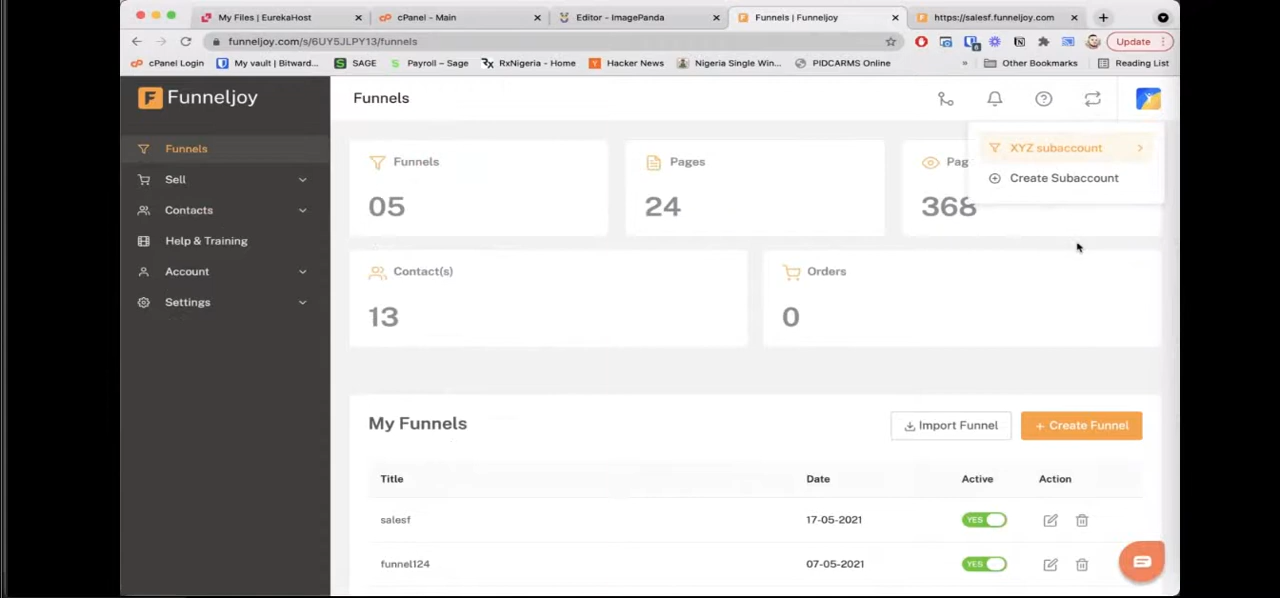 My Files | EurekaHost
cPanel - Main
Editor - ImagePanda
Funnels | Funneljoy
https://salesf.funneljoy.com
funneljoy.com/s/6UY5JLPY13/funnels
Update
cPanel Login
My vault | Bitward...
SAGE
Payroll – Sage
RxNigeria - Home
Hacker News
Nigeria Single Win...
PIDCARMS Online
»
Other Bookmarks
Reading List
Funneljoy
Funnels
Funnels
Sell
Contacts
Help & Training
Account
Settings
XYZ subaccount
Create Subaccount
Funnels
05
Pages
24
Pag
368
Contact(s)
13
Orders
0
My Funnels
Import Funnel
+ Create Funnel
Title Date Active Action
salesf 17-05-2021 YES
funnel124 07-05-2021 YES